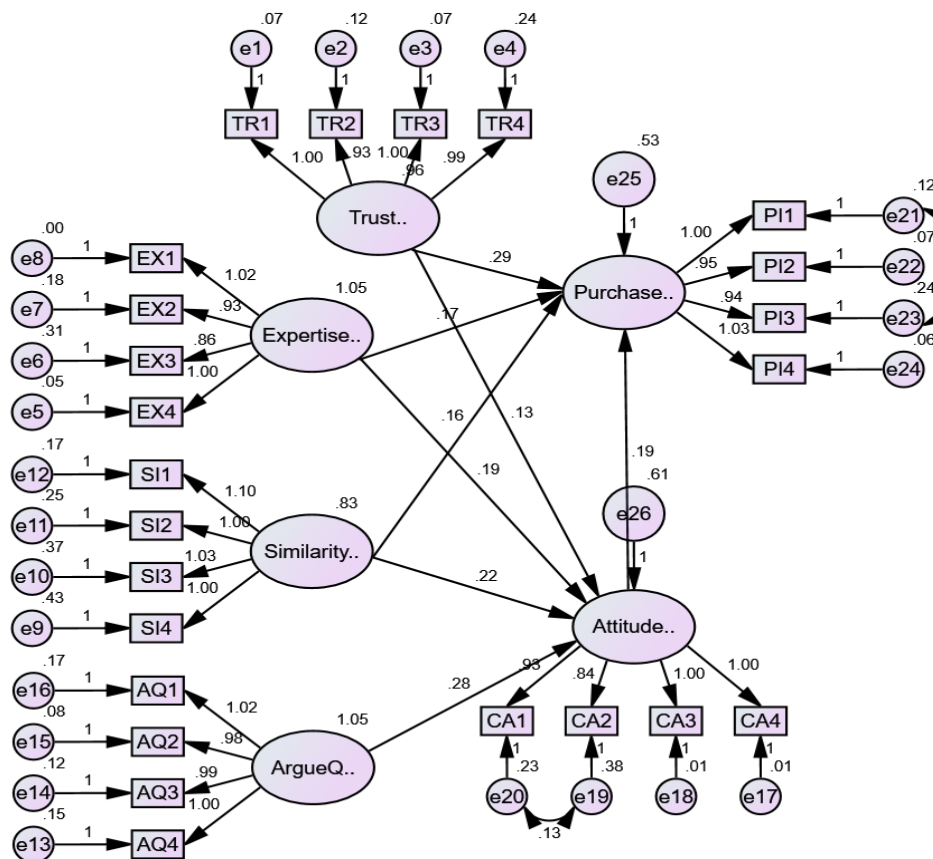 .07 .12 .07 .24
e1 e2 e3 e4
1 1 1 1
TR1 TR2 TR3 TR4
1.00 .93 1.00 .99
.96
Trust..
.53
e25
1
.29
.13
.00
e8 1 EX1 1.02
.18
e7 1 EX2 .93
.31
e6 1 EX3 .86
.05
e5 1 EX4 1.00
1.05
Expertise..
.17
.19
Purchase..
1.00 PI1 1 e21 .12
.95 PI2 1 e22 .07
.94 PI3 1 e23 .24
1.03 PI4 1 e24 .06
.17
e12 1 SI1 1.10
.25
e11 1 SI2 1.00
.37
e10 1 SI3 1.03
.43
e9 1 SI4 1.00
.83
Similarity..
.16
.22
.19
.61
e26
1
Attitude..
.17
e16 1 AQ1 1.02
.08
e15 1 AQ2 .98
.12
e14 1 AQ3 .99
.15
e13 1 AQ4 1.00
1.05
ArgueQ..
.28
.93 .84 1.00 1.00
CA1 CA2 CA3 CA4
1 1 1 1
.23 .38 .01 .01
e20 e19 e18 e17
.13